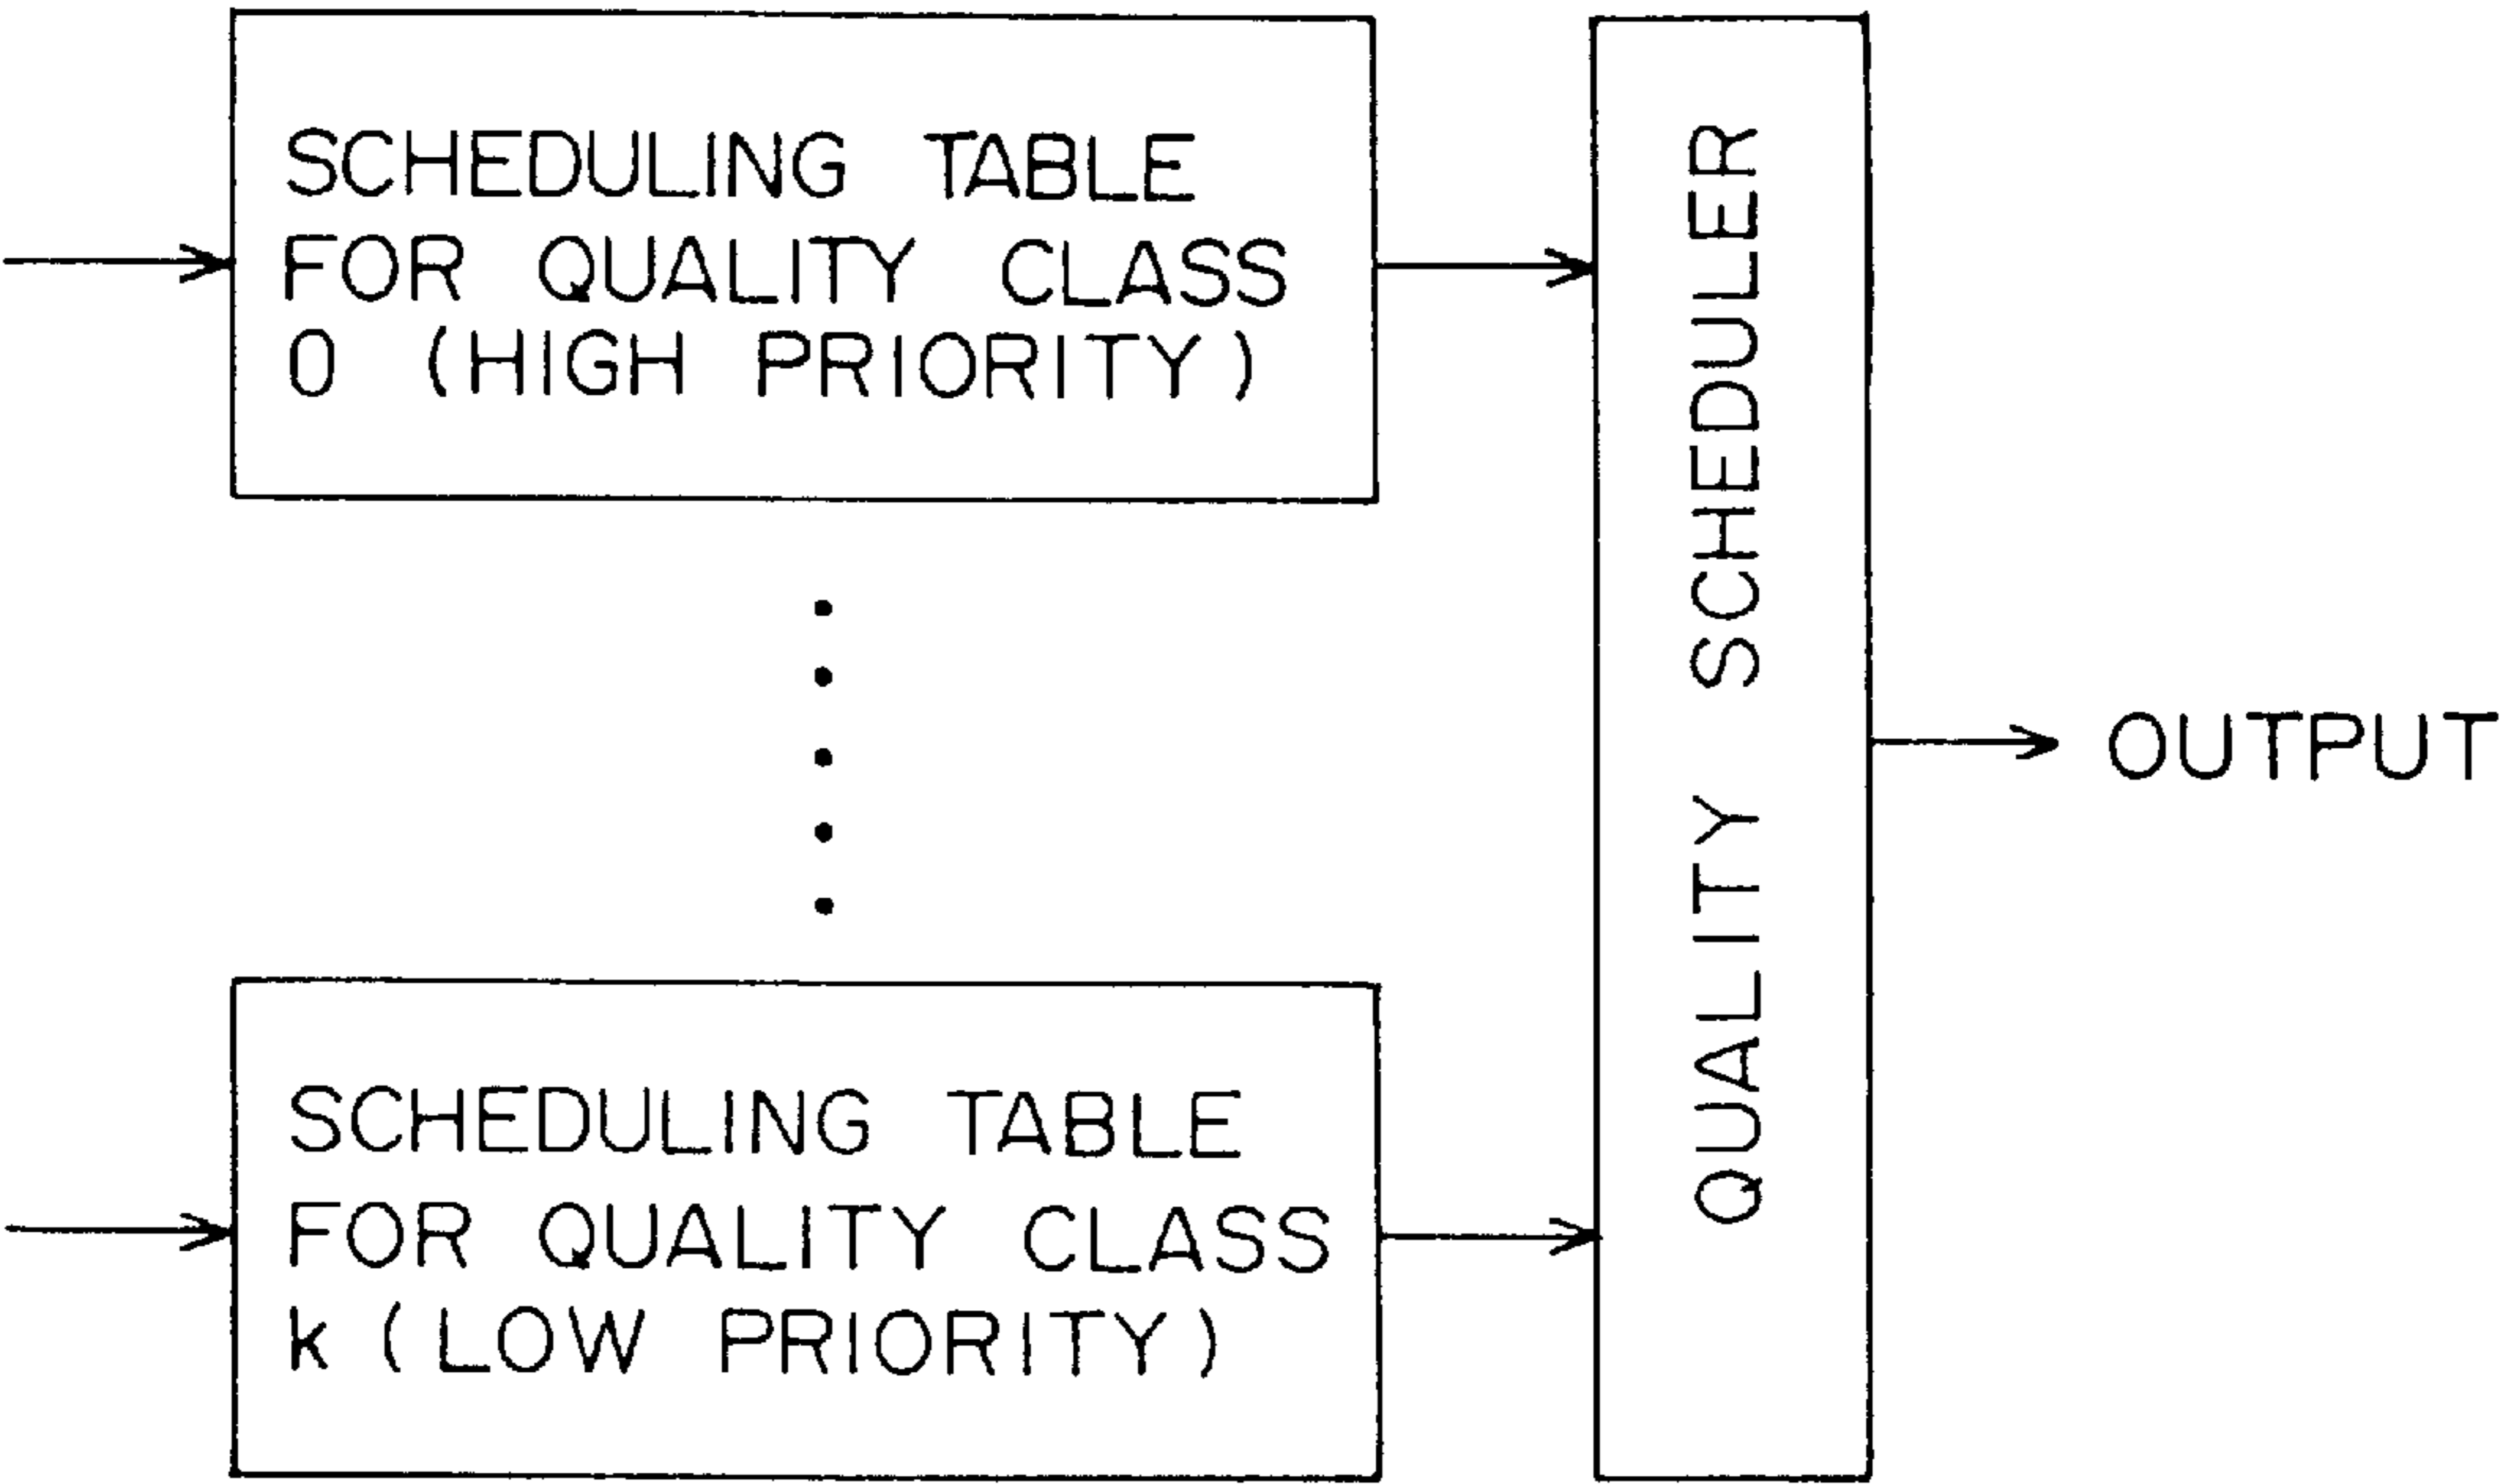 SCHEDULING TABLE
FOR QUALITY CLASS
0 (HIGH PRIORITY)
SCHEDULING TABLE
FOR QUALITY CLASS
k (LOW PRIORITY)
QUALITY SCHEDULER
OUTPUT